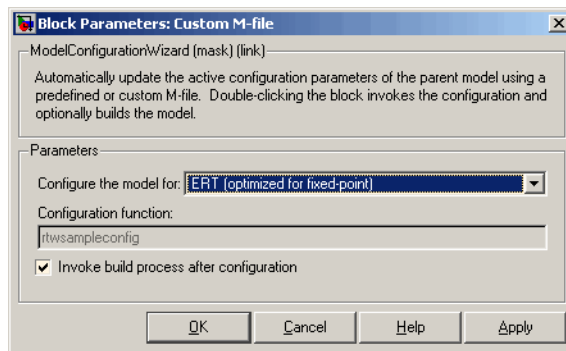 Block Parameters: Custom M-file
ModelConfigurationWizard (mask) (link)
Automatically update the active configuration parameters of the parent model using a
predefined or custom M-file. Double-clicking the block invokes the configuration and
optionally builds the model.
Parameters
Configure the model for: ERT (optimized for fixed-point)
Configuration function:
rtwsampleconfig
Invoke build process after configuration
OK Cancel Help Apply